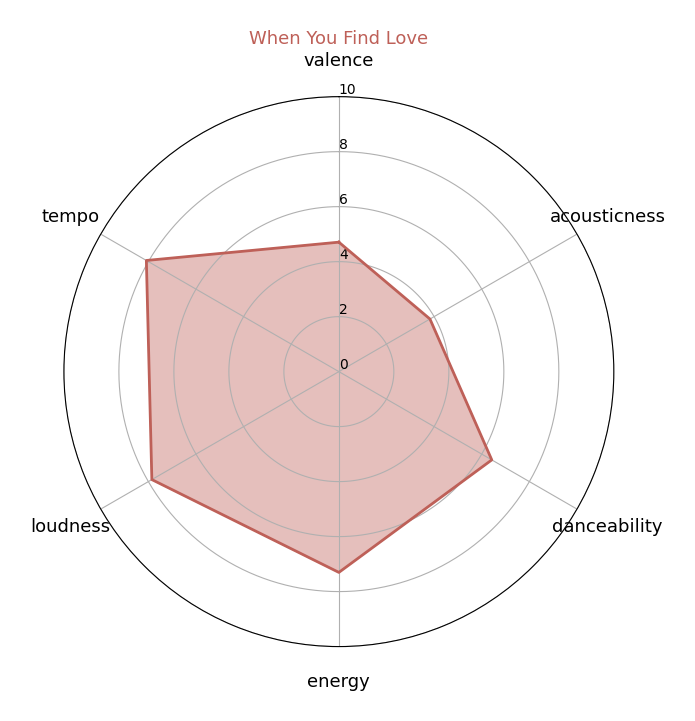 When You Find Love
valence
10
8
6
4
2
0
tempo
acousticness
loudness
danceability
energy